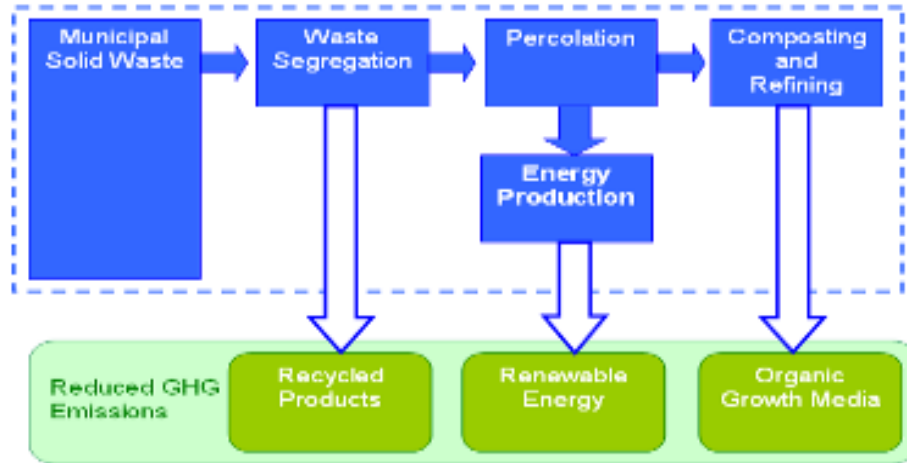 Municipal
Solid Waste
Waste
Segregation
Percolation
Composting
and
Refining
Energy
Production
Reduced GHG
Emissions
Recycled
Products
Renewable
Energy
Organic
Growth Media